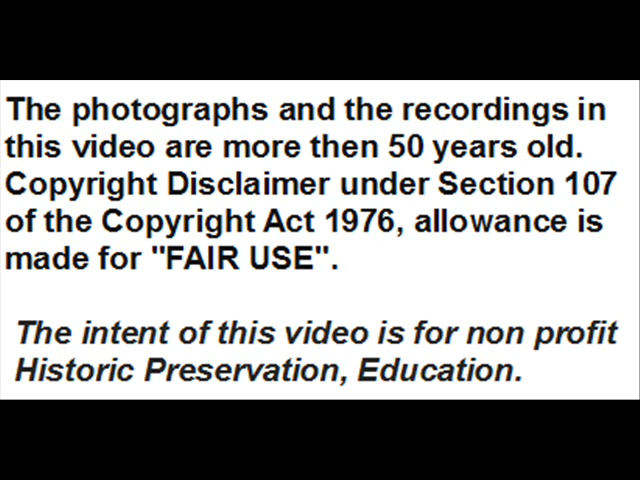 The photographs and the recordings in
this video are more then 50 years old.
Copyright Disclaimer under Section 107
of the Copyright Act 1976, allowance is
made for "FAIR USE".
The intent of this video is for non profit
Historic Preservation, Education.